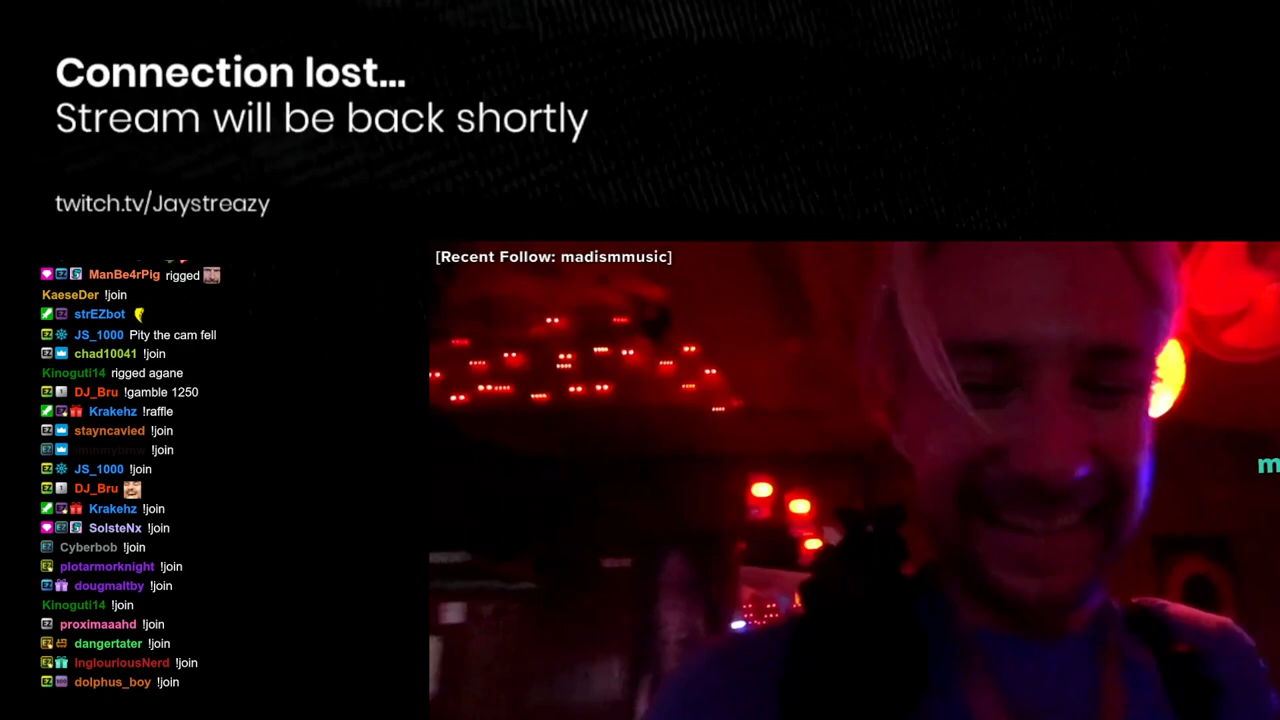 Connection lost...
Stream will be back shortly
twitch.tv/Jaystreazy
[Recent Follow: madismmusic]
ManBe4rPig rigged
KaeseDer !join
strEZbot
JS_1000 Pity the cam fell
chad10041 !join
Kinoguti14 rigged agane
DJ_Bru !gamble 1250
Krakehz !raffle
stayncavied !join
!join
JS_1000 !join
DJ_Bru
Krakehz !join
SolsteNx !join
Cyberbob !join
plotarmorknight !join
dougmaltby !join
Kinoguti14 !join
proximaaahd !join
dangertater !join
InglouriousNerd !join
dolphus_boy !join